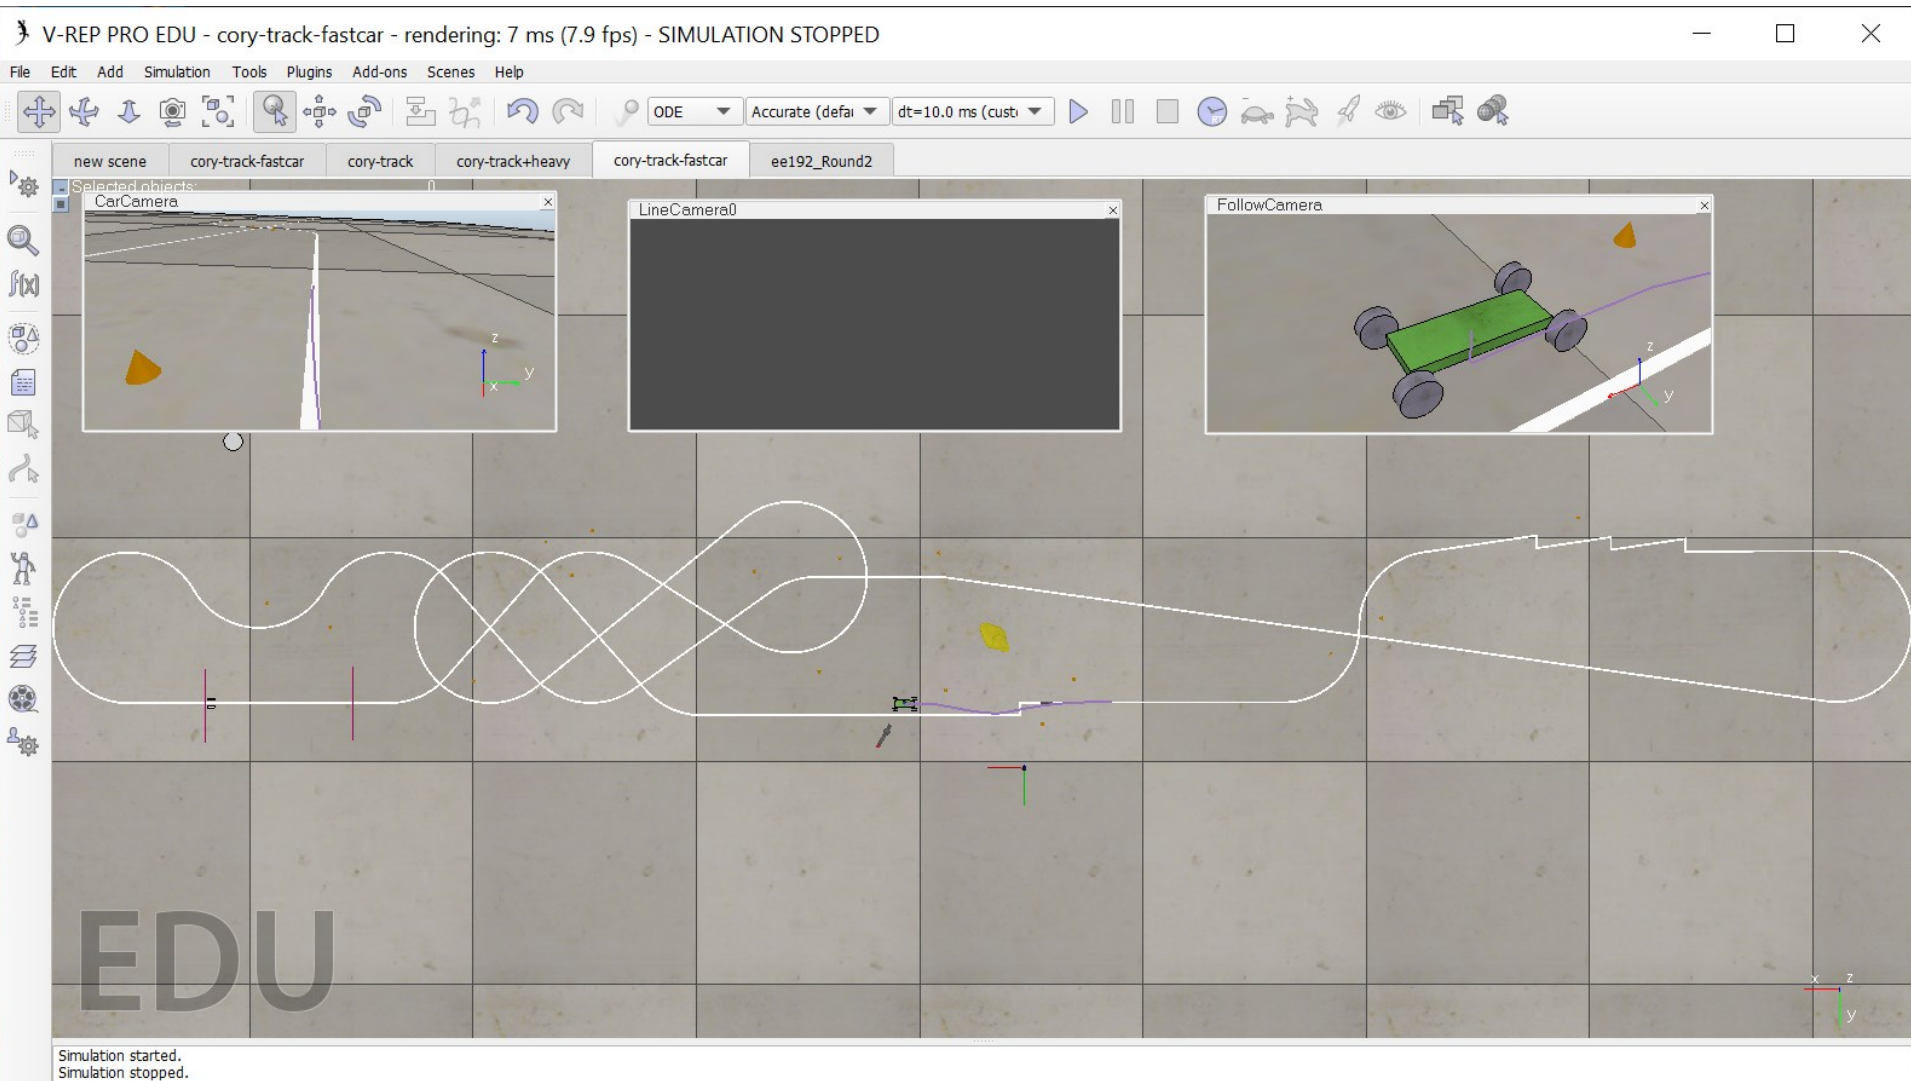 V-REP PRO EDU - cory-track-fastcar - rendering: 7 ms (7.9 fps) - SIMULATION STOPPED
File Edit Add Simulation Tools Plugins Add-ons Scenes Help
ODE Accurate (defau dt=10.0 ms (custo
new scene cory-track-fastcar cory-track cory-track+heavy cory-track-fastcar ee192_Round2
Selected objects: 0
CarCamera
LineCamera0
FollowCamera
z
y
x
z
y
x z
y
EDU
Simulation started.
Simulation stopped.